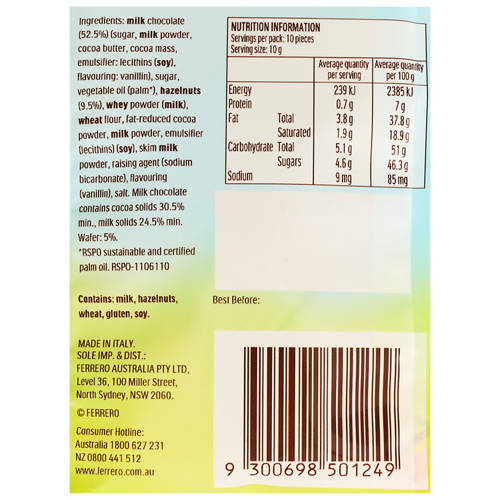 Ingredients: milk chocolate
(52.5%) (sugar, milk powder,
cocoa butter, cocoa mass,
emulsifier: lecithins (soy),
flavouring: vanillin), sugar,
vegetable oil (palm*), hazelnuts
(9.5%), whey powder (milk),
wheat flour, fat-reduced cocoa
powder, milk powder, emulsifier
(lecithins) (soy), skim milk
powder, raising agent (sodium
bicarbonate), flavouring
(vanillin), salt. Milk chocolate
contains cocoa solids 30.5%
min., milk solids 24.5% min.
Wafer: 5%.
*RSPO sustainable and certified
palm oil. RSPO-1106110
Contains: milk, hazelnuts,
wheat, gluten, soy.
MADE IN ITALY.
SOLE IMP. & DIST.:
FERRERO AUSTRALIA PTY LTD,
Level 36, 100 Miller Street,
North Sydney, NSW 2060.
© FERRERO
Consumer Hotline:
Australia 1800 627 231
NZ 0800 441 512
www.ferrero.com.au
NUTRITION INFORMATION
Servings per pack: 10 pieces
Serving size: 10 g
Average quantity per serving Average quantity per 100 g
Energy 239 kJ 2385 kJ
Protein 0.7 g 7 g
Fat Total 3.8 g 37.8 g
Saturated 1.9 g 18.9 g
Carbohydrate Total 5.1 g 51 g
Sugars 4.6 g 46.3 g
Sodium 9 mg 85 mg
Best Before:
9 300698 501249